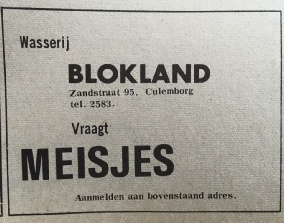 Wasserij
BLOKLAND
Zandstraat 95, Culemborg
tel. 2583.
Vraagt
MEISJES
Aanmelden aan bovenstaand adres.